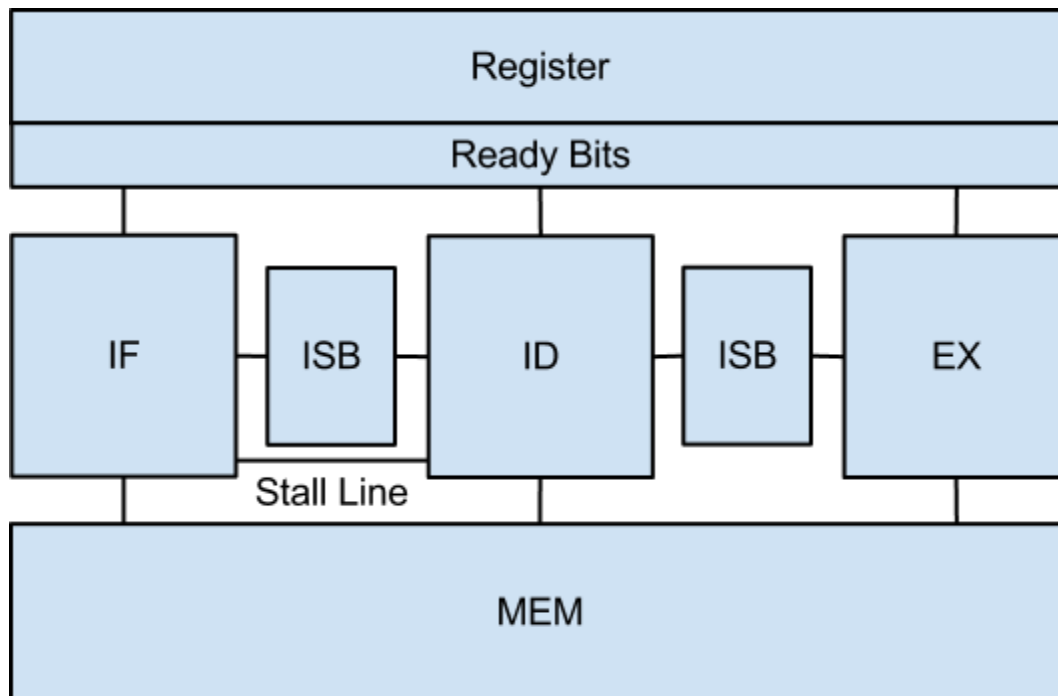 Register
Ready Bits
IF
ISB
ID
ISB
EX
Stall Line
MEM